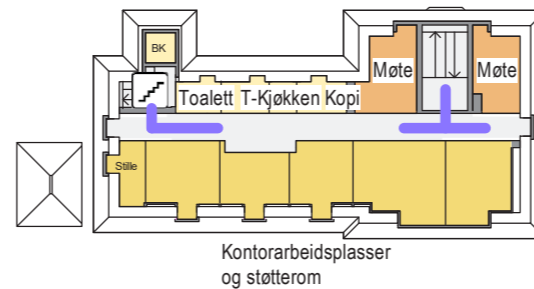 BK
Møte
Møte
Toalett
T-Kjøkken
Kopi
Stille
Kontorarbeidsplasser
og støtterom